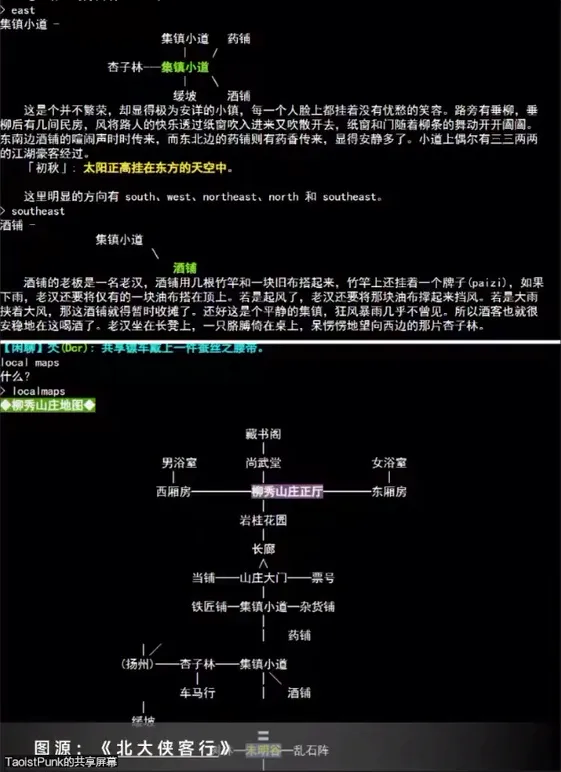 > east
集镇小道 -
集镇小道 药铺
杏子林---集镇小道
缓坡 酒铺
这是个并不繁荣，却显得极为安详的小镇，每一个人脸上都挂着没有忧愁的笑容。路旁有垂柳，垂
柳后有几间民房，风将路人的快乐透过纸窗吹入进来又吹散开去，纸窗和门随着柳条的舞动开开阖阖。
东南边酒铺的喧闹声时时传来，而东北边的药铺则有药香传来，显得安静多了。小道上偶尔有三三两两
的江湖豪客经过。
「初秋」：太阳正高挂在东方的天空中。
这里明显的方向有 south、west、northeast、north 和 southeast。
> southeast
酒铺 -
集镇小道
酒铺
酒铺的老板是一名老汉，酒铺用几根竹竿和一块旧布搭起来，竹竿上还挂着一个牌子(paizi)，如果
下雨，老汉还要将仅有的一块油布搭在顶上。若是起风了，老汉还要将那块油布撑起来挡风。若是大雨
挟着大风，那这酒铺就得暂时收摊了。还好这是个平静的集镇，狂风暴雨几乎不曾见。所以酒客也就很
安稳地在这喝酒了。老汉坐在长凳上，一只胳膊倚在桌上，呆愣愣地望向西边的那片杏子林。
【闲聊】(Dcr)：共享镖车戴上一件蚕丝之腰带。
local maps
什么？
> localmaps
◆柳秀山庄地图◆
藏书阁
男浴室 尚武堂 女浴室
西厢房 柳秀山庄正厅 东厢房
岩桂花园
长廊
当铺 山庄大门 票号
铁匠铺 集镇小道 杂货铺
药铺
(扬州) 杏子林 集镇小道
车马行 酒铺
缓坡
朱明谷 乱石阵
图源：《北大侠客行》
TaoistPunk的共享屏幕